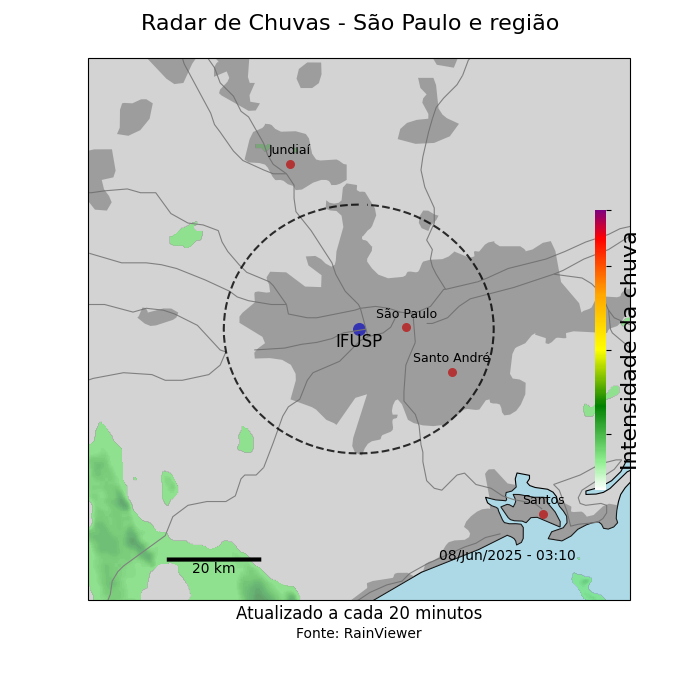 Radar de Chuvas - São Paulo e região
Jundiaí
São Paulo
IFUSP
Santo André
Intensidade da chuva
Santos
08/Jun/2025 - 03:10
20 km
Atualizado a cada 20 minutos
Fonte: RainViewer